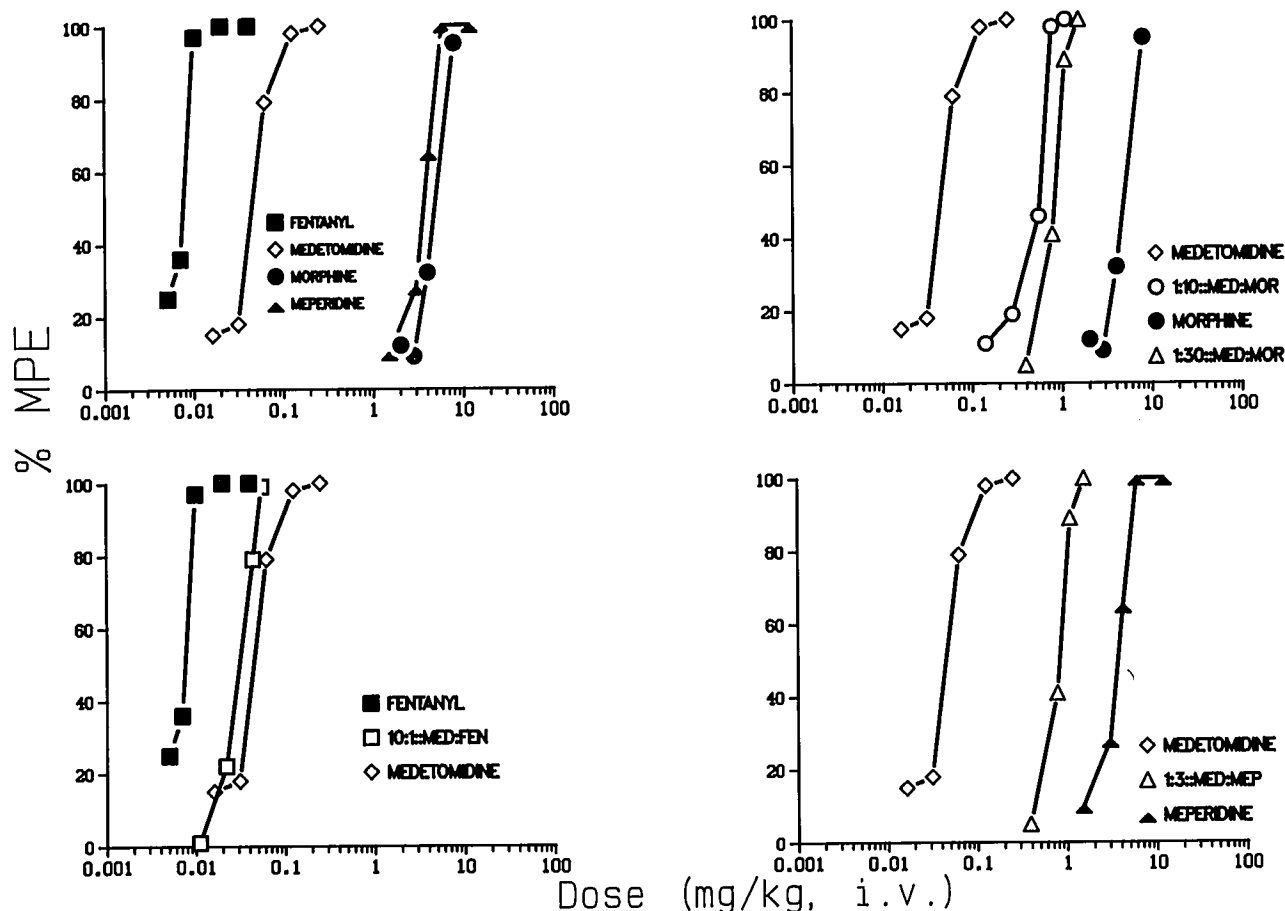 % MPE
100
80
60
40
20
0
0.001 0.01 0.1 1 10 100
FENTANYL
MEDETOMIDINE
MORPHINE
MEPERIDINE
100
80
60
40
20
0
0.001 0.01 0.1 1 10 100
MEDETOMIDINE
1:10::MED:MOR
MORPHINE
1:30::MED:MOR
100
80
60
40
20
0
0.001 0.01 0.1 1 10 100
FENTANYL
10:1::MED:FEN
MEDETOMIDINE
100
80
60
40
20
0
0.001 0.01 0.1 1 10 100
MEDETOMIDINE
1:3::MED:MEP
MEPERIDINE
Dose (mg/kg, i.v.)